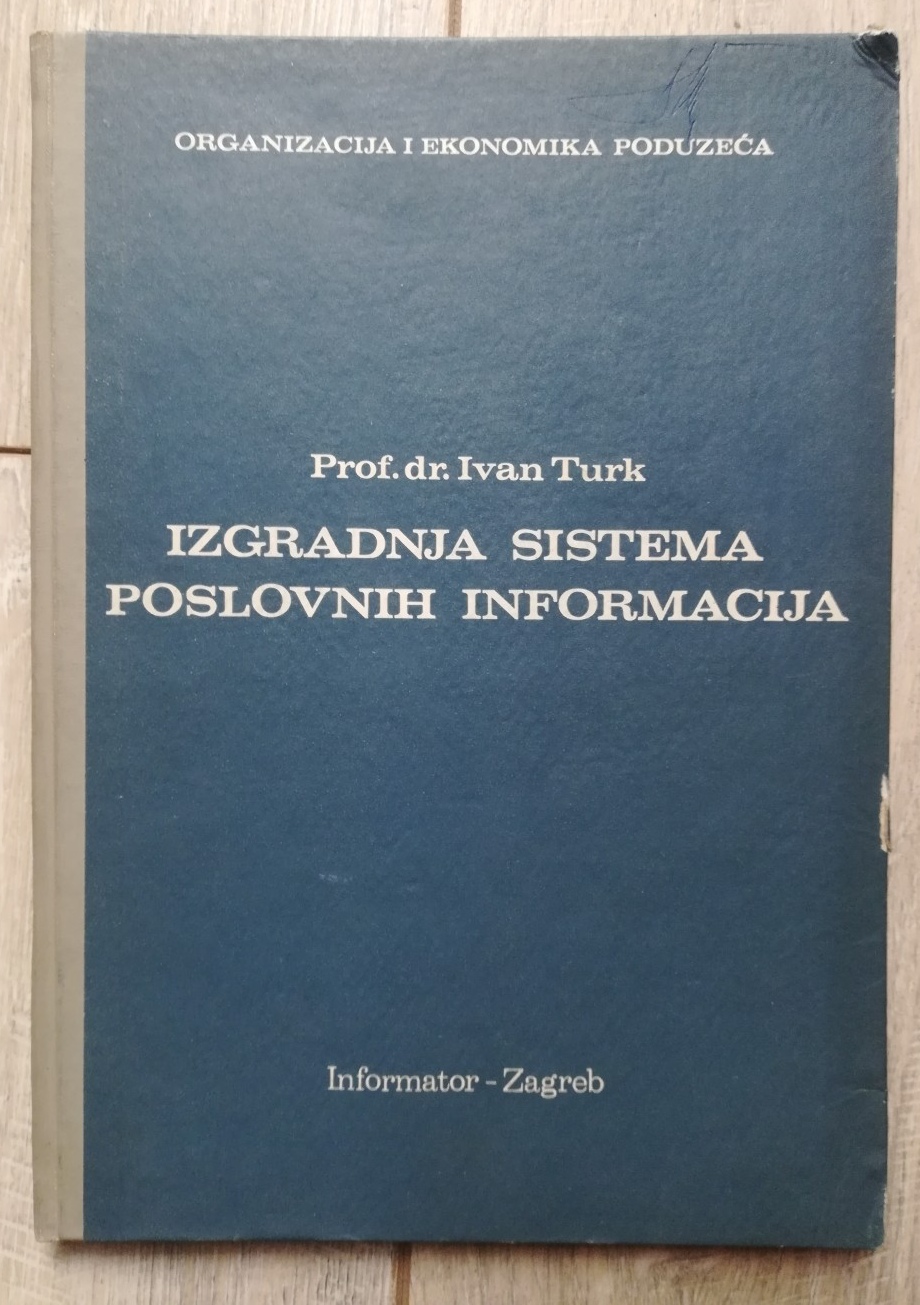 ORGANIZACIJA I EKONOMIKA PODUZEĆA
Prof. dr. Ivan Turk
IZGRADNJA SISTEMA
POSLOVNIH INFORMACIJA
Informator - Zagreb